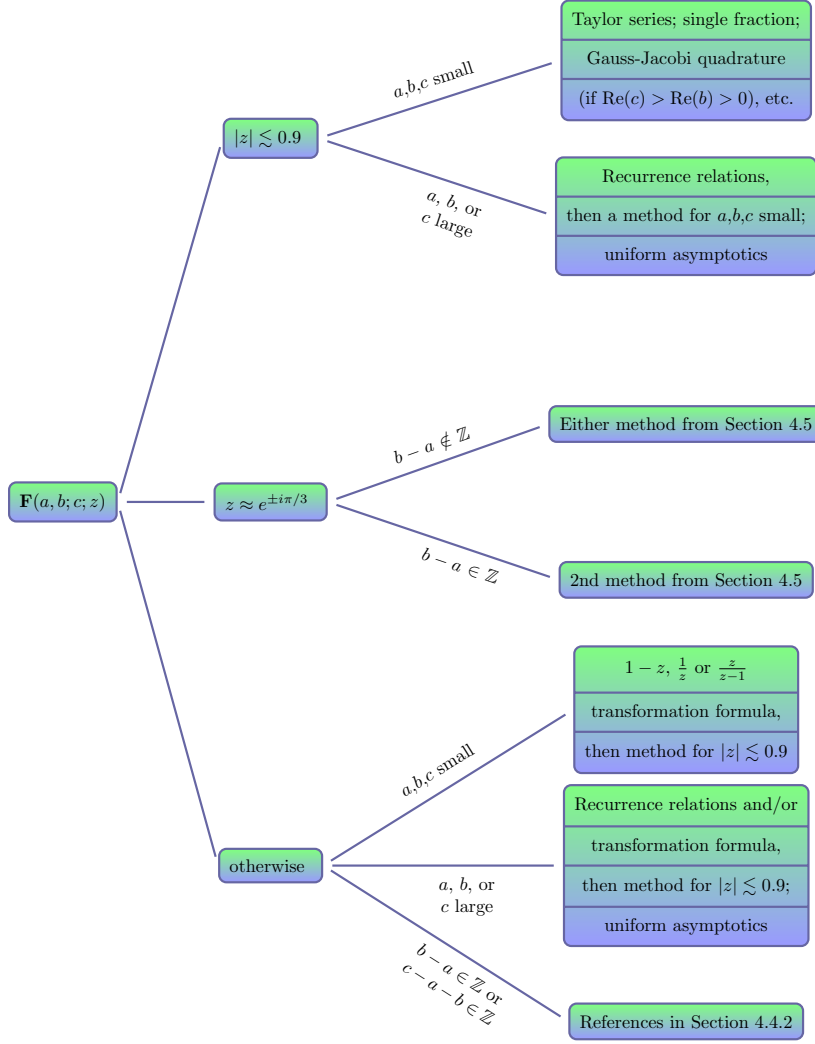 F(a, b; c; z)
|z| ≲ 0.9
a,b,c small
Taylor series; single fraction;
Gauss-Jacobi quadrature
(if Re(c) > Re(b) > 0), etc.
a, b, or
c large
Recurrence relations,
then a method for a,b,c small;
uniform asymptotics
z ≈ e^{±iπ/3}
b − a ∉ ℤ
Either method from Section 4.5
b − a ∈ ℤ
2nd method from Section 4.5
otherwise
a,b,c small
1 − z, 1/z or z/(z−1)
transformation formula,
then method for |z| ≲ 0.9
a, b, or
c large
Recurrence relations and/or
transformation formula,
then method for |z| ≲ 0.9;
uniform asymptotics
b − a ∈ ℤ or
c − a − b ∈ ℤ
References in Section 4.4.2